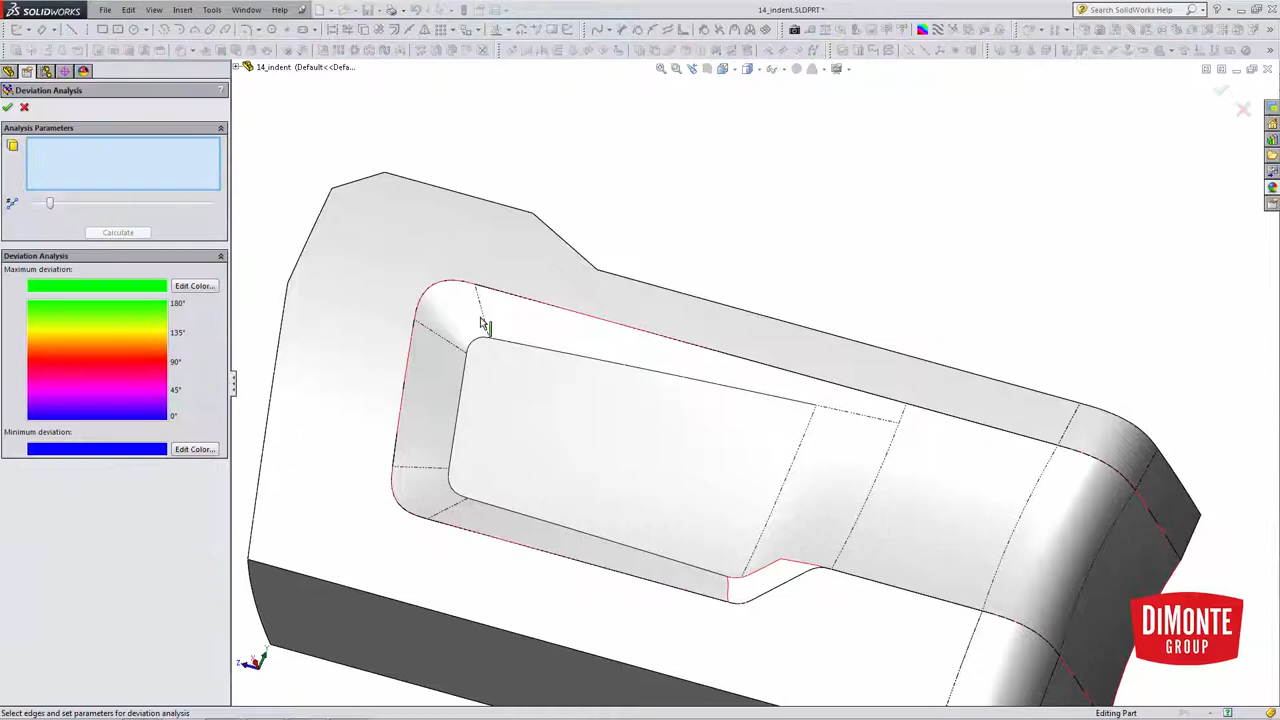 SOLIDWORKS
File Edit View Insert Tools Window Help
14_indent.SLDPRT *
Search SolidWorks Help
14_indent (Default<<Defa...
Deviation Analysis
?
Analysis Parameters
Calculate
Deviation Analysis
Maximum deviation:
Edit Color...
180°
135°
90°
45°
0°
Minimum deviation:
Edit Color...
Z
Y
DIMONTE
GROUP
Select edges and set parameters for deviation analysis
Editing Part